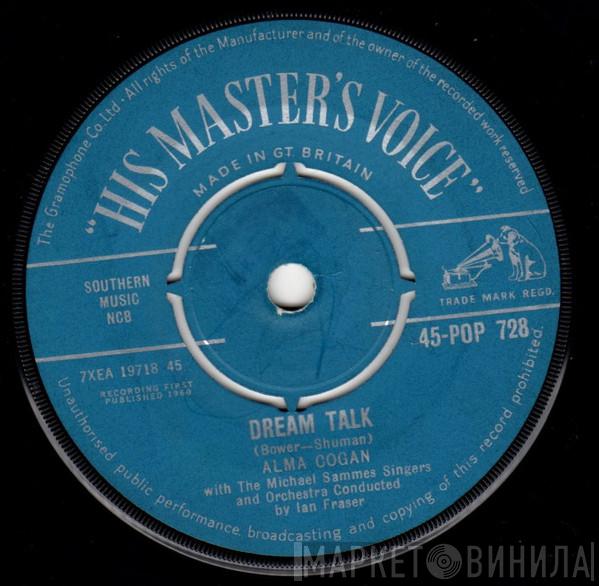 The Gramophone Co. Ltd · All rights of the Manufacturer and of the owner of the recorded work reserved
"HIS MASTER'S VOICE"
MADE IN GT. BRITAIN
SOUTHERN
MUSIC
NCB
TRADE MARK REGD.
7XEA 19718 45
45-POP 728
RECORDING FIRST
PUBLISHED 1960
DREAM TALK
(Bower—Shuman)
ALMA COGAN
with The Michael Sammes Singers
and Orchestra Conducted
by Ian Fraser
Unauthorised public performance, broadcasting and copying of this record prohibited.
МАРКЕТ ВИНИЛА